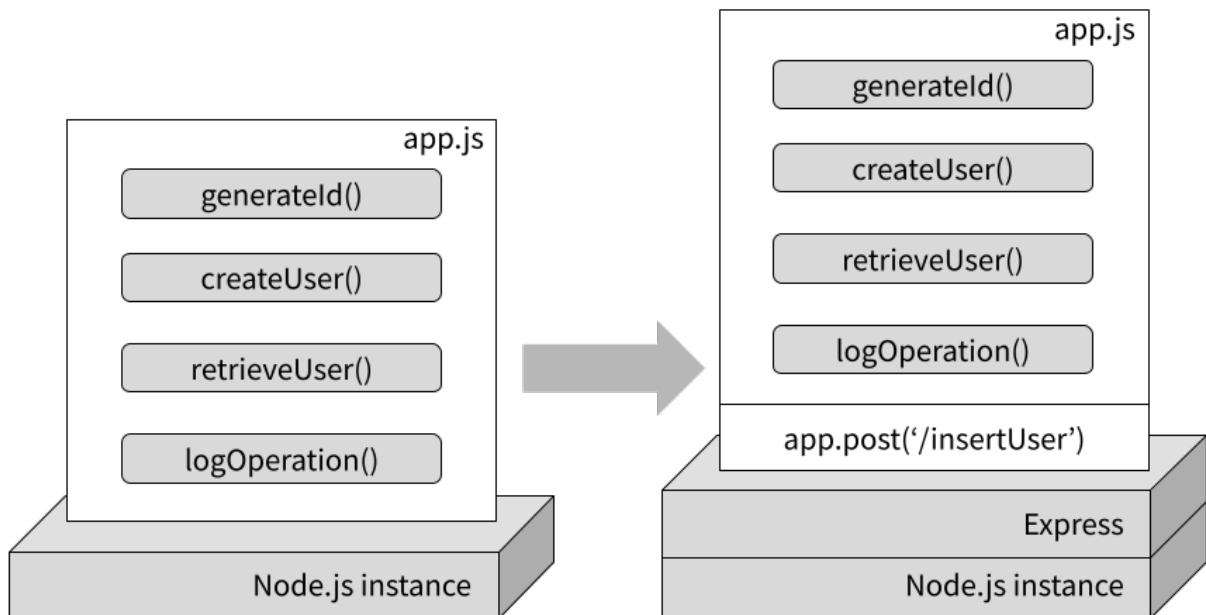 app.js
generateId()
createUser()
retrieveUser()
logOperation()
Node.js instance
app.js
generateId()
createUser()
retrieveUser()
logOperation()
app.post(‘/insertUser’)
Express
Node.js instance